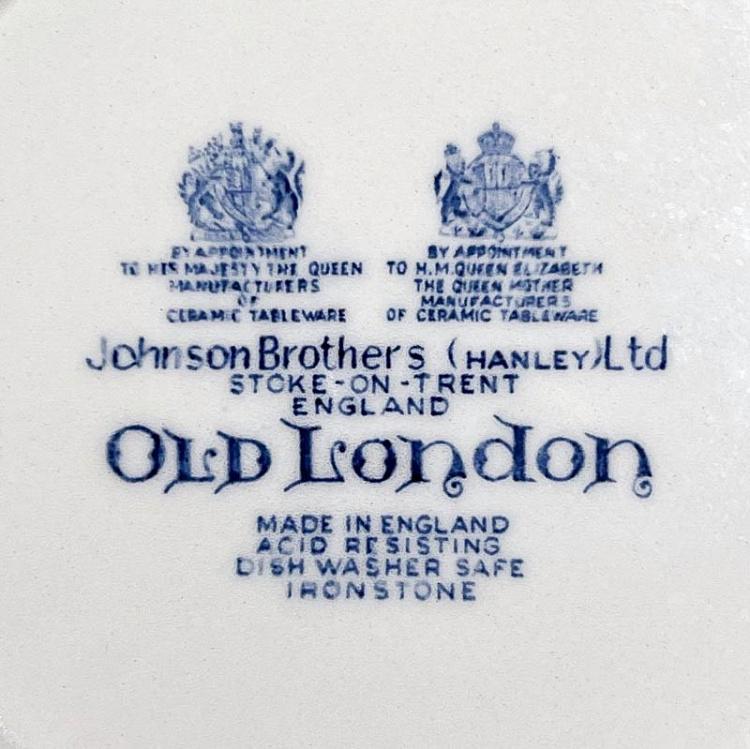 BY APPOINTMENT
TO HER MAJESTY THE QUEEN
MANUFACTURERS
OF
CERAMIC TABLEWARE
BY APPOINTMENT
TO H.M. QUEEN ELIZABETH
THE QUEEN MOTHER
MANUFACTURERS
OF CERAMIC TABLEWARE
Johnson Brothers (HANLEY) Ltd
STOKE-ON-TRENT
ENGLAND
OLD London
MADE IN ENGLAND
ACID RESISTING
DISH WASHER SAFE
IRONSTONE